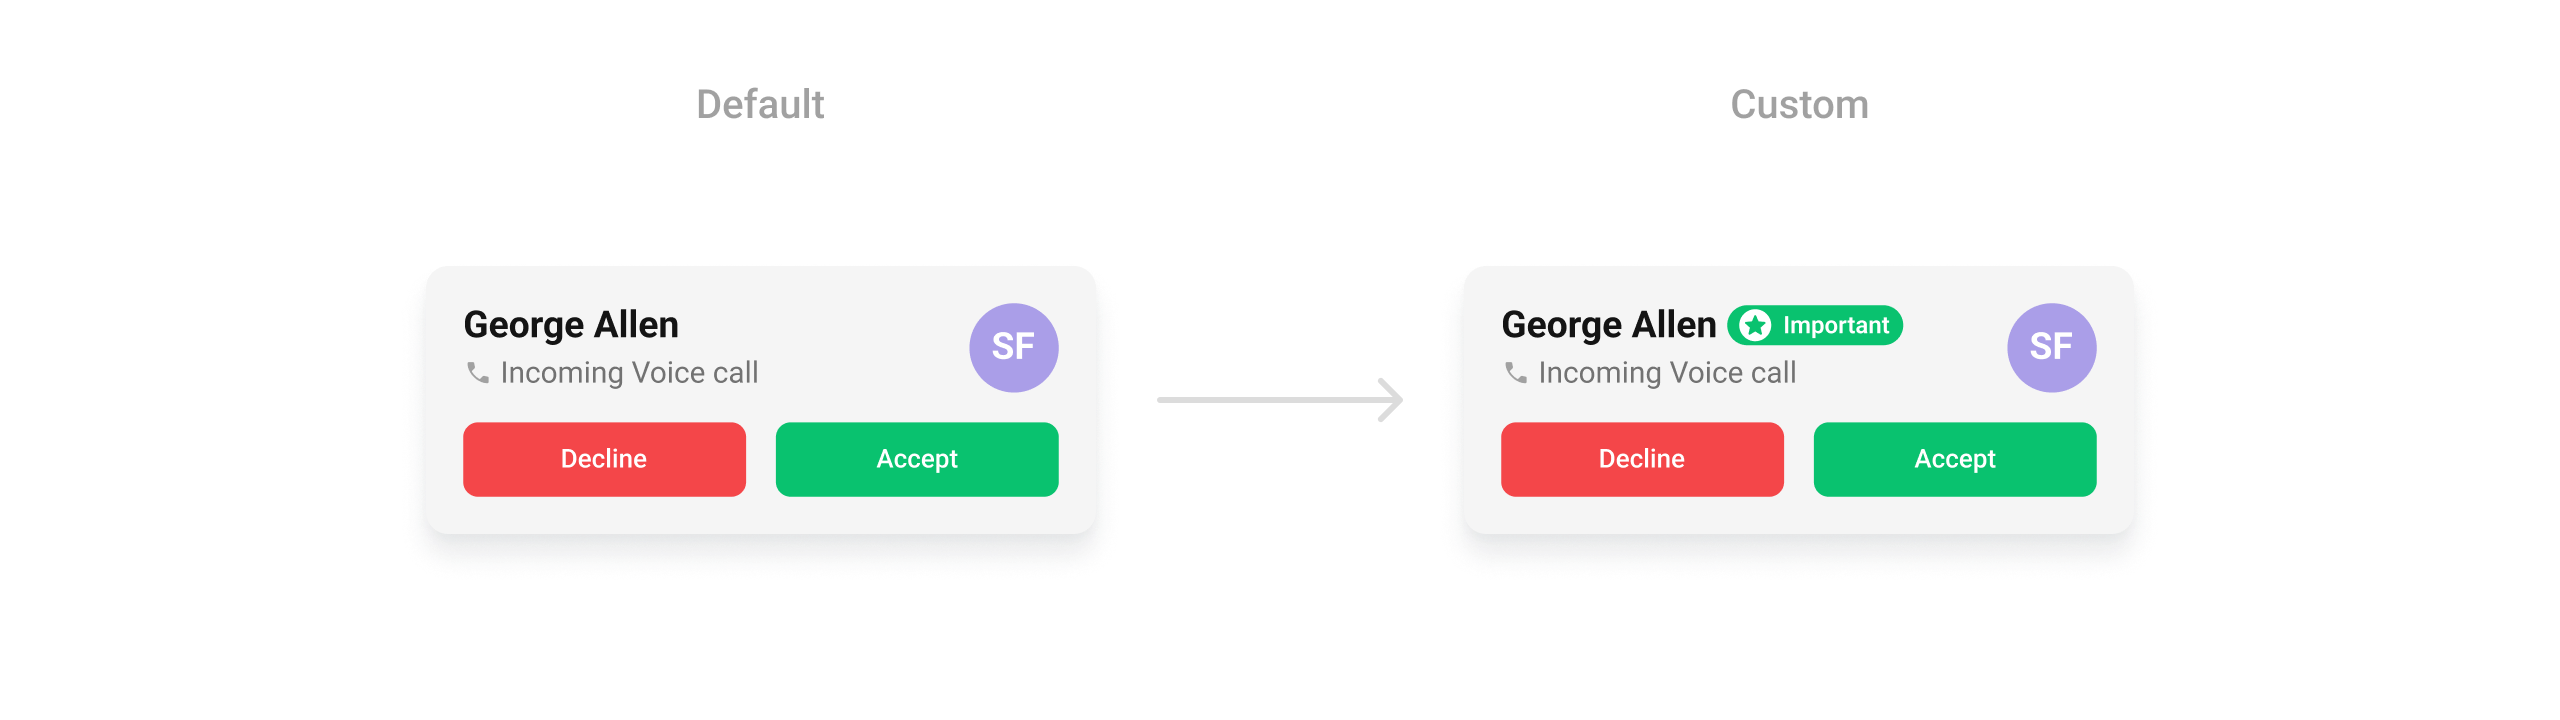 Default
Custom
George Allen
Incoming Voice call
SF
Decline
Accept
George Allen Important
Incoming Voice call
SF
Decline
Accept